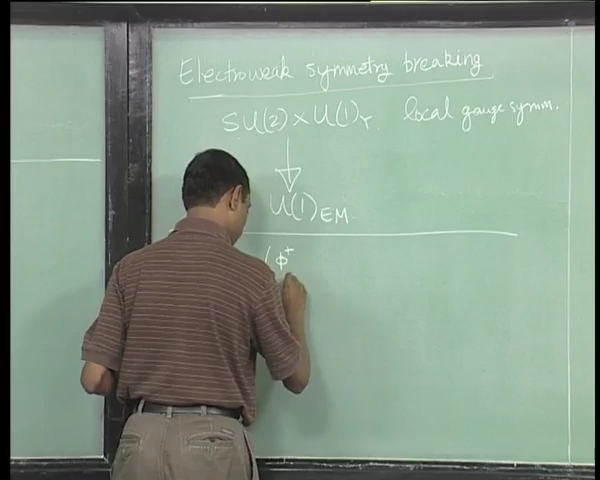 Electroweak symmetry breaking
SU(2) × U(1)Y local gauge symm.
U(1)EM
( ϕ+